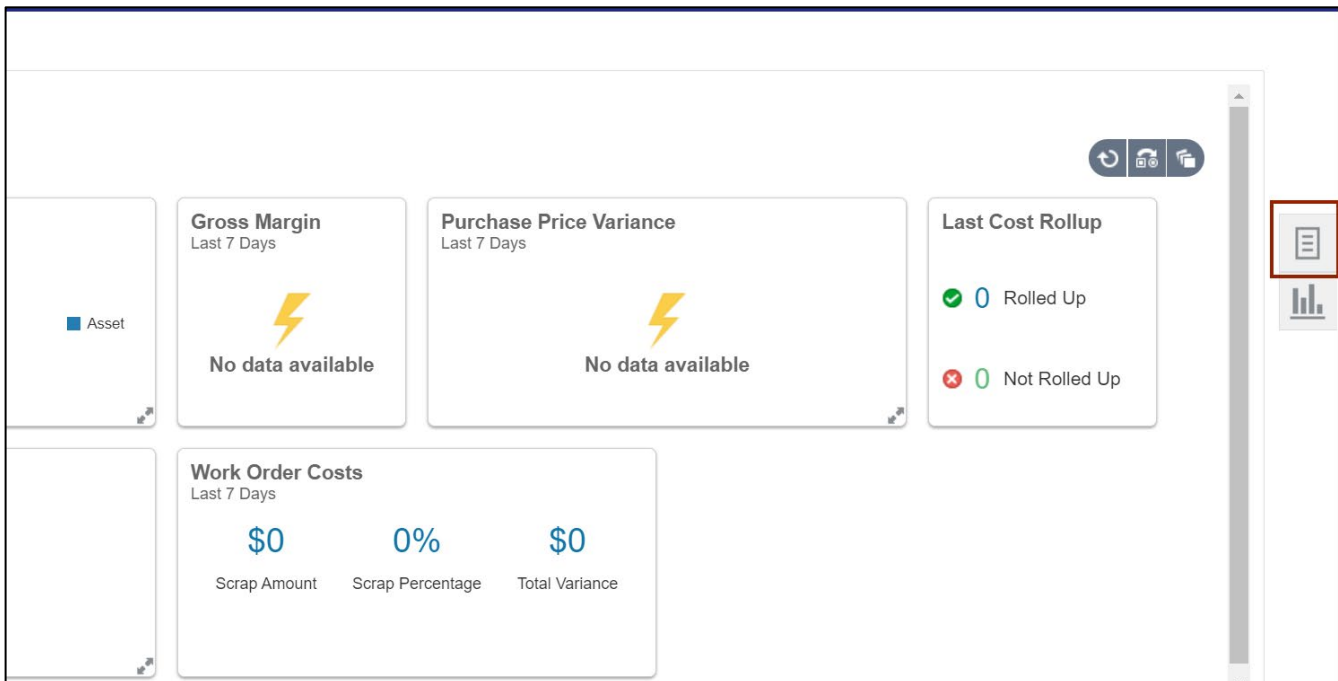 Asset
Gross Margin
Last 7 Days
No data available
Purchase Price Variance
Last 7 Days
No data available
Last Cost Rollup
0 Rolled Up
0 Not Rolled Up
Work Order Costs
Last 7 Days
$0 0% $0
Scrap Amount Scrap Percentage Total Variance